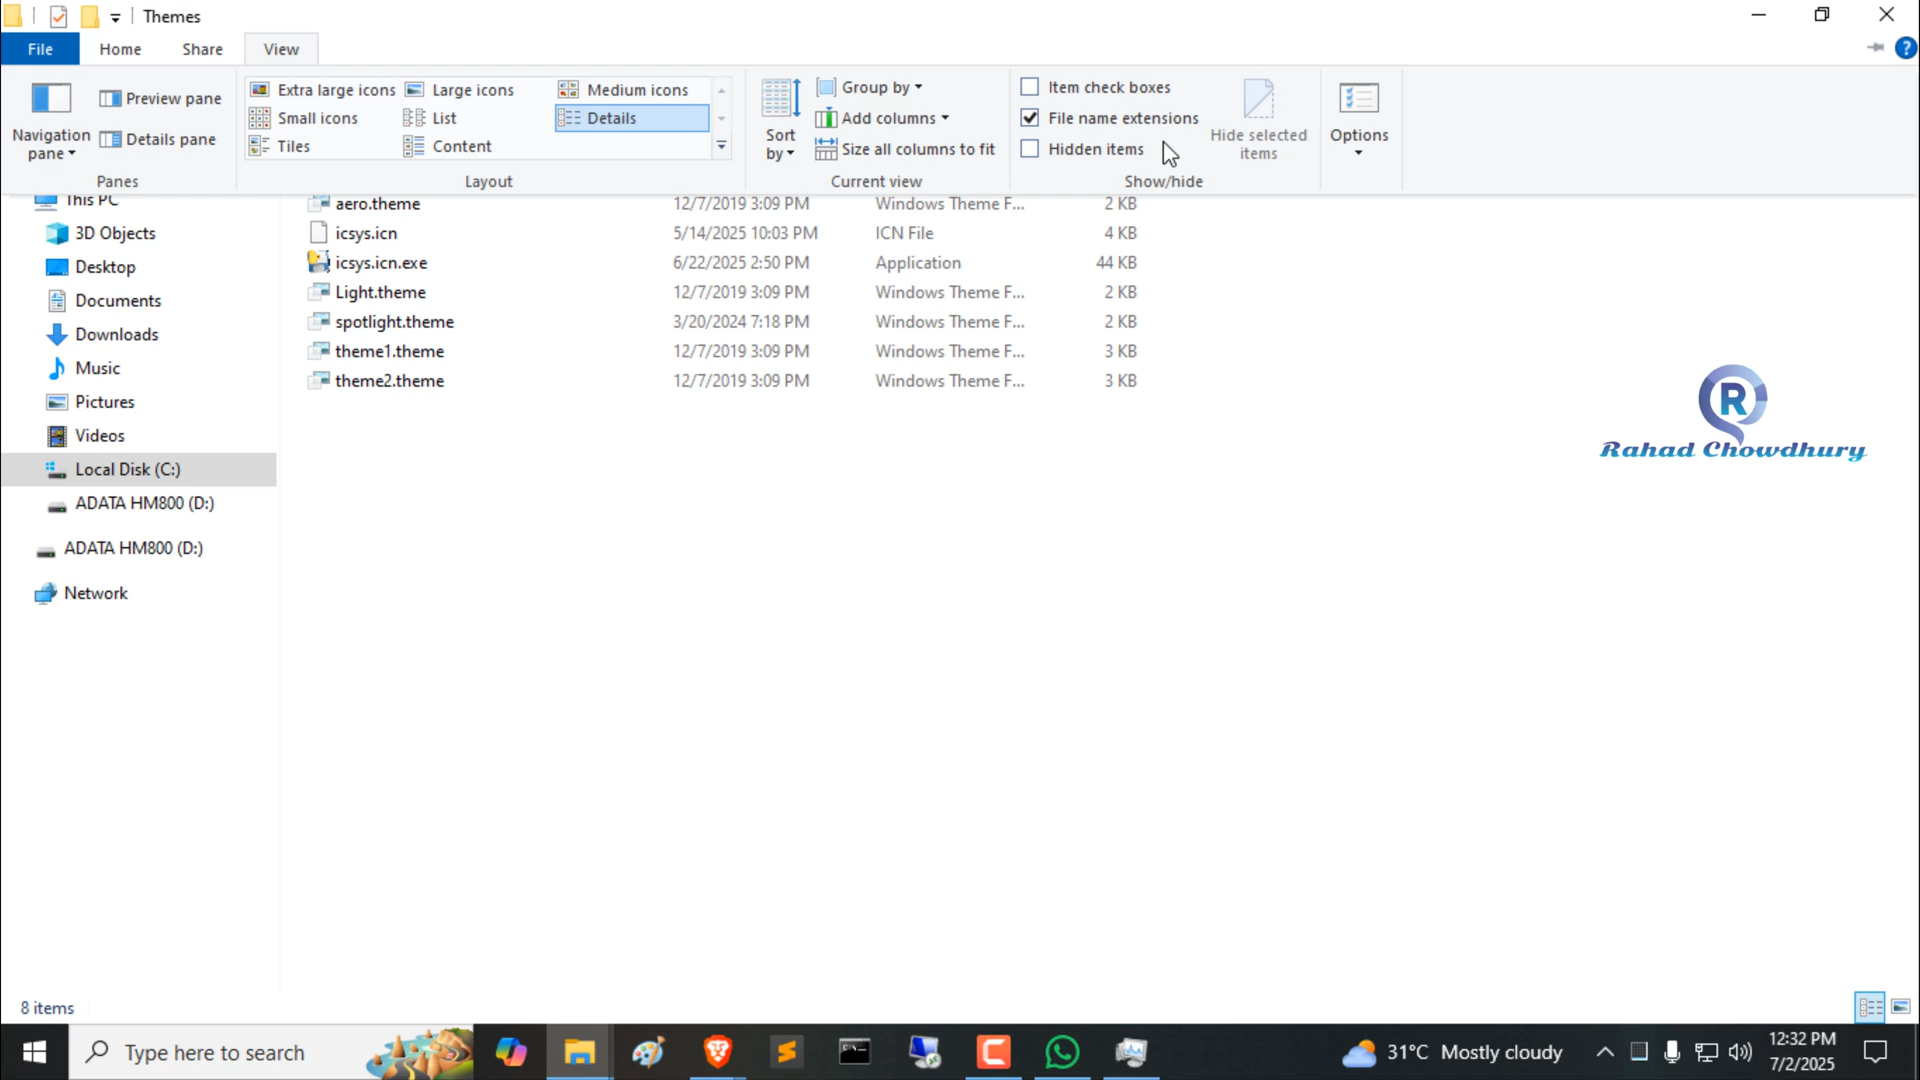 Themes
File Home Share View
Navigation pane
Preview pane
Details pane
Panes
Extra large icons Large icons Medium icons
Small icons List Details
Tiles Content
Layout
Sort by
Group by
Add columns
Size all columns to fit
Current view
Item check boxes
File name extensions
Hidden items
Hide selected items
Show/hide
Options
This PC
3D Objects
Desktop
Documents
Downloads
Music
Pictures
Videos
Local Disk (C:)
ADATA HM800 (D:)
ADATA HM800 (D:)
Network
aero.theme 12/7/2019 3:09 PM Windows Theme F... 2 KB
icsys.icn 5/14/2025 10:03 PM ICN File 4 KB
icsys.icn.exe 6/22/2025 2:50 PM Application 44 KB
Light.theme 12/7/2019 3:09 PM Windows Theme F... 2 KB
spotlight.theme 3/20/2024 7:18 PM Windows Theme F... 2 KB
theme1.theme 12/7/2019 3:09 PM Windows Theme F... 3 KB
theme2.theme 12/7/2019 3:09 PM Windows Theme F... 3 KB
R
Rahad Chowdhury
8 items
Type here to search
31°C Mostly cloudy
12:32 PM
7/2/2025